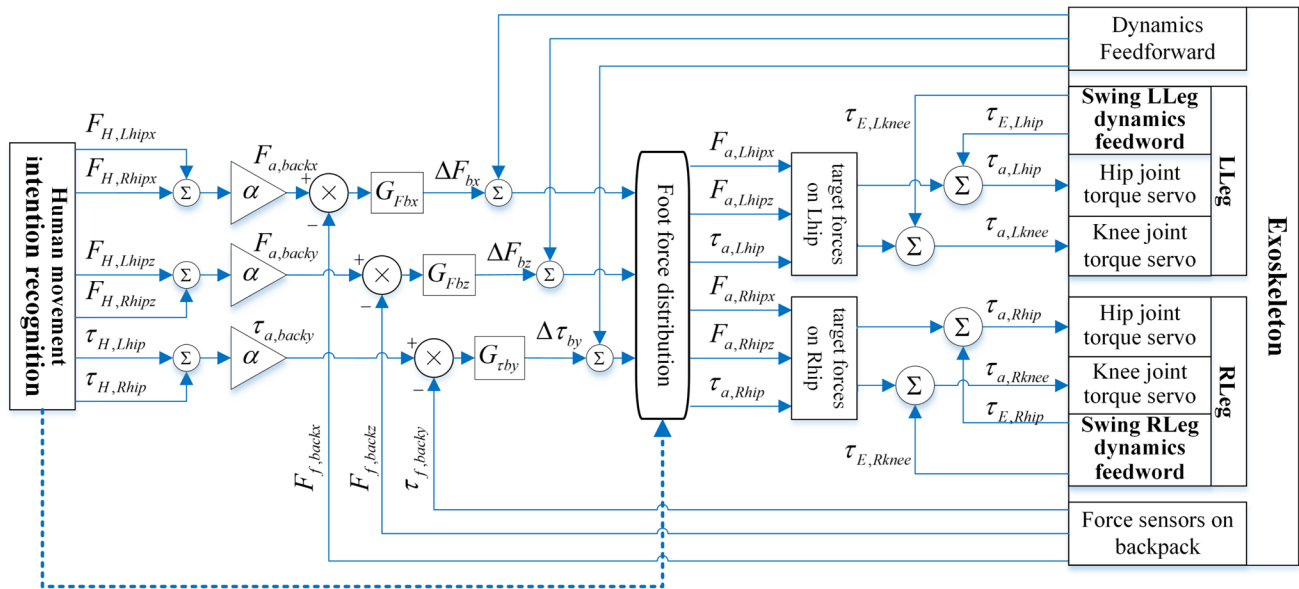 Dynamics
Feedforward
Swing LLeg
dynamics
feedword
Hip joint
torque servo
Knee joint
torque servo
LLeg
Hip joint
torque servo
Knee joint
torque servo
Swing RLeg
dynamics
feedword
RLeg
Force sensors on
backpack
Exoskeleton
Human movement
intention recognition
F_{H,Lhipx}
F_{H,Rhipx}
F_{H,Lhipz}
F_{H,Rhipz}
τ_{H,Lhip}
τ_{H,Rhip}
Σ
Σ
Σ
α
α
α
F_{a,backx}
F_{a,backy}
τ_{a,backy}
+
×
−
+
×
−
+
×
−
G_{Fbx}
G_{Fbz}
G_{τby}
ΔF_{bx}
ΔF_{bz}
Δτ_{by}
Σ
Σ
Σ
F_{f,backx}
F_{f,backz}
τ_{f,backy}
Foot force distribution
F_{a,Lhipx}
F_{a,Lhipz}
τ_{a,Lhip}
F_{a,Rhipx}
F_{a,Rhipz}
τ_{a,Rhip}
target forces
on Lhip
target forces
on Rhip
τ_{E,Lknee}
τ_{E,Lhip}
τ_{a,Lhip}
τ_{a,Lknee}
Σ
Σ
τ_{a,Rhip}
τ_{a,Rknee}
τ_{E,Rhip}
τ_{E,Rknee}
Σ
Σ